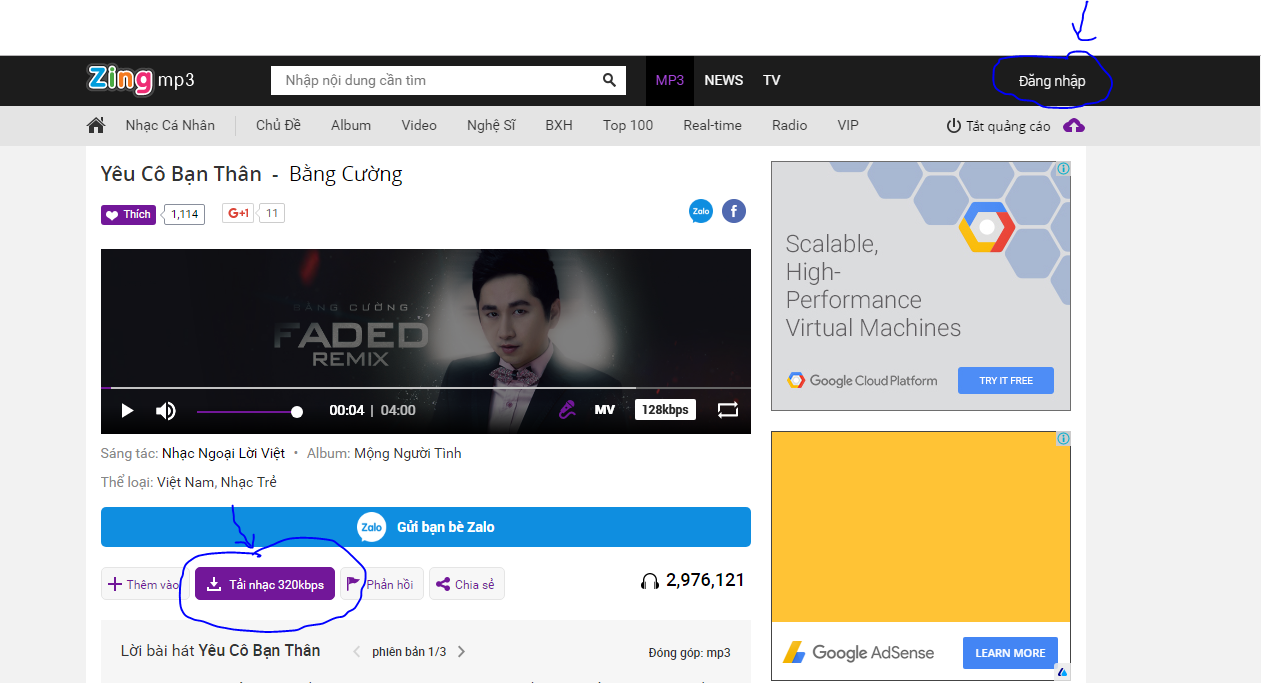 Zing mp3
Nhập nội dung cần tìm
MP3 NEWS TV
Đăng nhập
Nhạc Cá Nhân Chủ Đề Album Video Nghệ Sĩ BXH Top 100 Real-time Radio VIP Tắt quảng cáo
Yêu Cô Bạn Thân - Bằng Cường
Thích 1,114 G+1 11
Zalo f
BẰNG CƯỜNG
FADED
REMIX
00:04 | 04:00 MV 128kbps
Sáng tác: Nhạc Ngoại Lời Việt • Album: Mộng Người Tình
Thể loại: Việt Nam, Nhạc Trẻ
Zalo Gửi bạn bè Zalo
Thêm vào Tải nhạc 320kbps Phản hồi Chia sẻ 2,976,121
Lời bài hát Yêu Cô Bạn Thân phiên bản 1/3 Đóng góp: mp3
Scalable,
High-
Performance
Virtual Machines
Google Cloud Platform TRY IT FREE
Google AdSense LEARN MORE